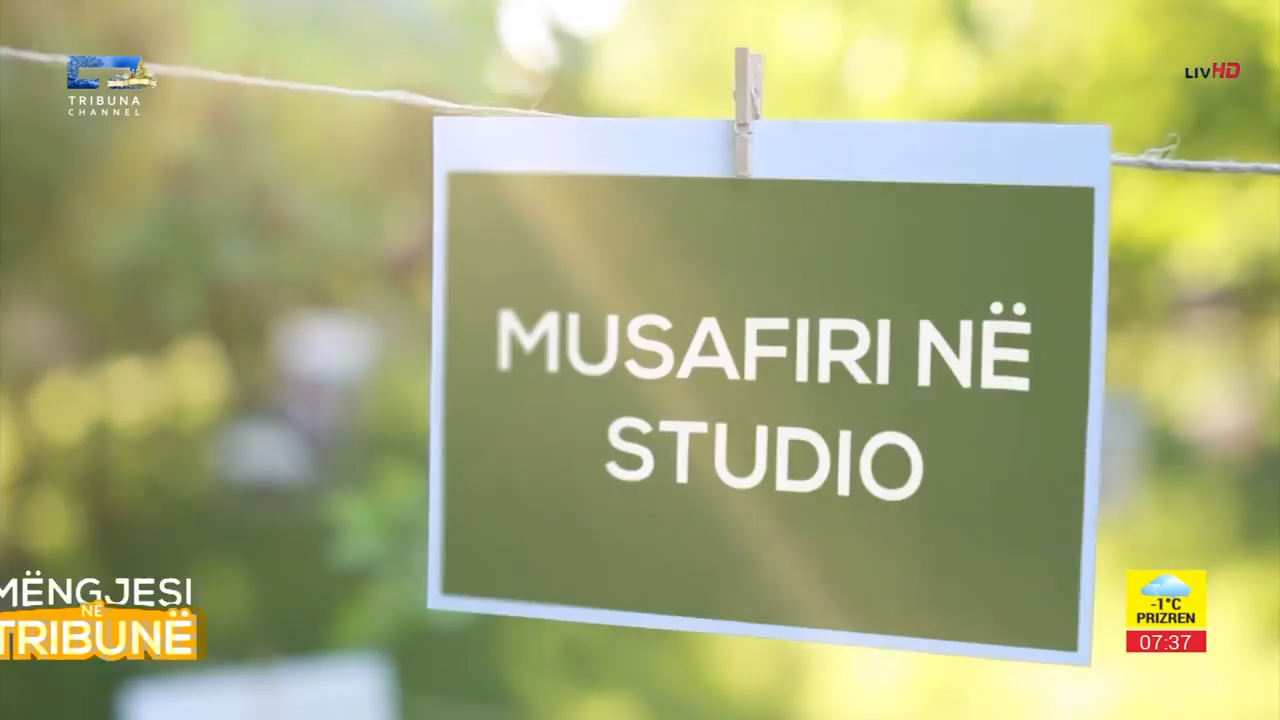 TRIBUNA
CHANNEL
LIVHD
MUSAFIRI NË
STUDIO
MËNGJESI
NË
TRIBUNË
-1°C
PRIZREN
07:37